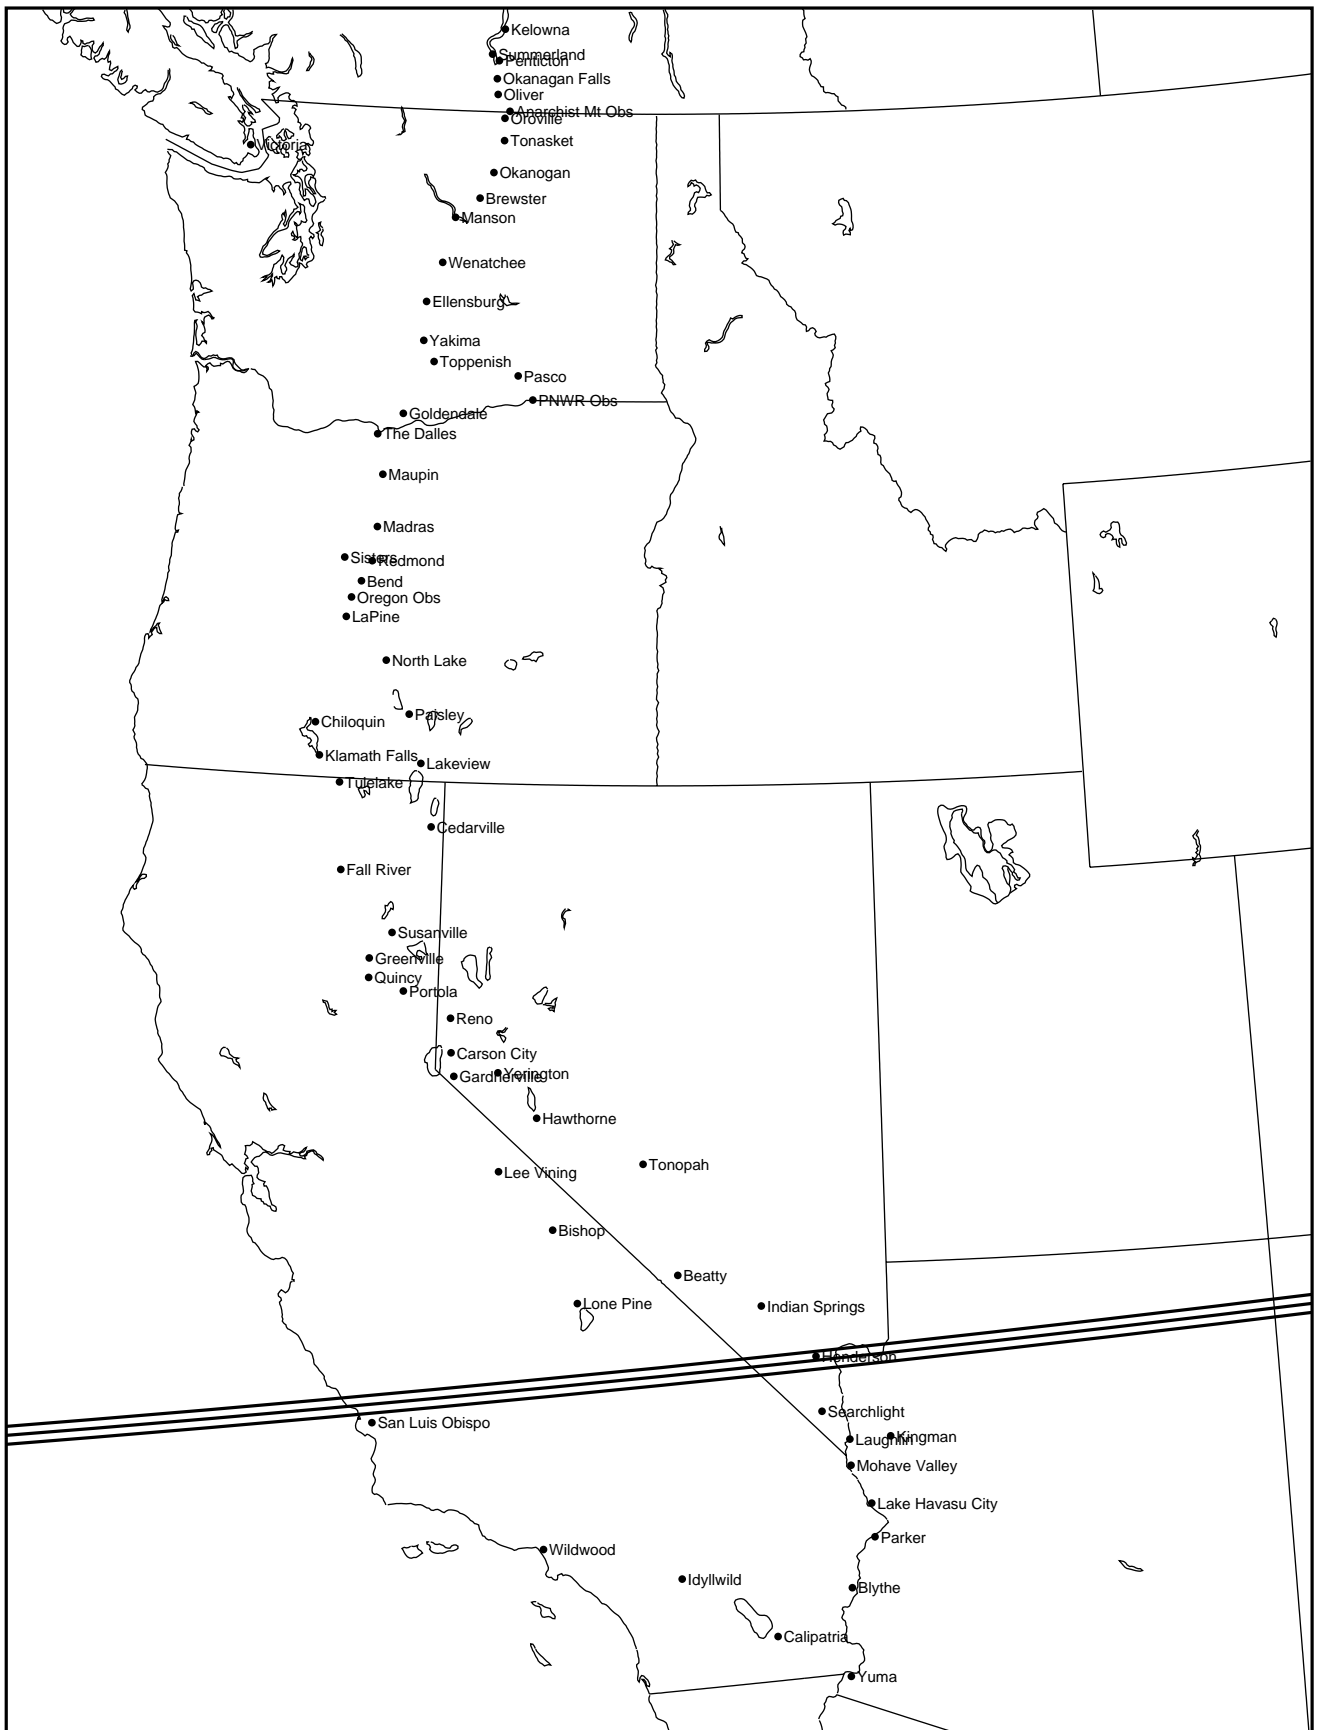 Kelowna
Summerland
Penticton
Okanagan Falls
Oliver
Anarchist Mt Obs
Oroville
Tonasket
Victoria
Okanogan
Brewster
Manson
Wenatchee
Ellensburg
Yakima
Toppenish
Pasco
PNWR Obs
Goldendale
The Dalles
Maupin
Madras
Sisters
Redmond
Bend
Oregon Obs
LaPine
North Lake
Paisley
Chiloquin
Klamath Falls
Lakeview
Tulelake
Cedarville
Fall River
Susanville
Greenville
Quincy
Portola
Reno
Carson City
Yerington
Gardnerville
Hawthorne
Tonopah
Lee Vining
Bishop
Beatty
Lone Pine
Indian Springs
Henderson
Searchlight
San Luis Obispo
Kingman
Laughlin
Mohave Valley
Lake Havasu City
Parker
Wildwood
Idyllwild
Blythe
Calipatria
Yuma